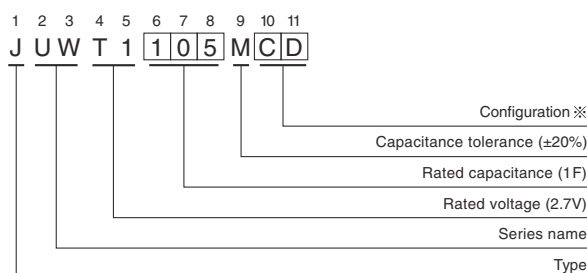 1 2 3 4 5 6 7 8 9 10 11
J U W T 1 1 0 5 M C D
Configuration ※
Capacitance tolerance (±20%)
Rated capacitance (1F)
Rated voltage (2.7V)
Series name
Type